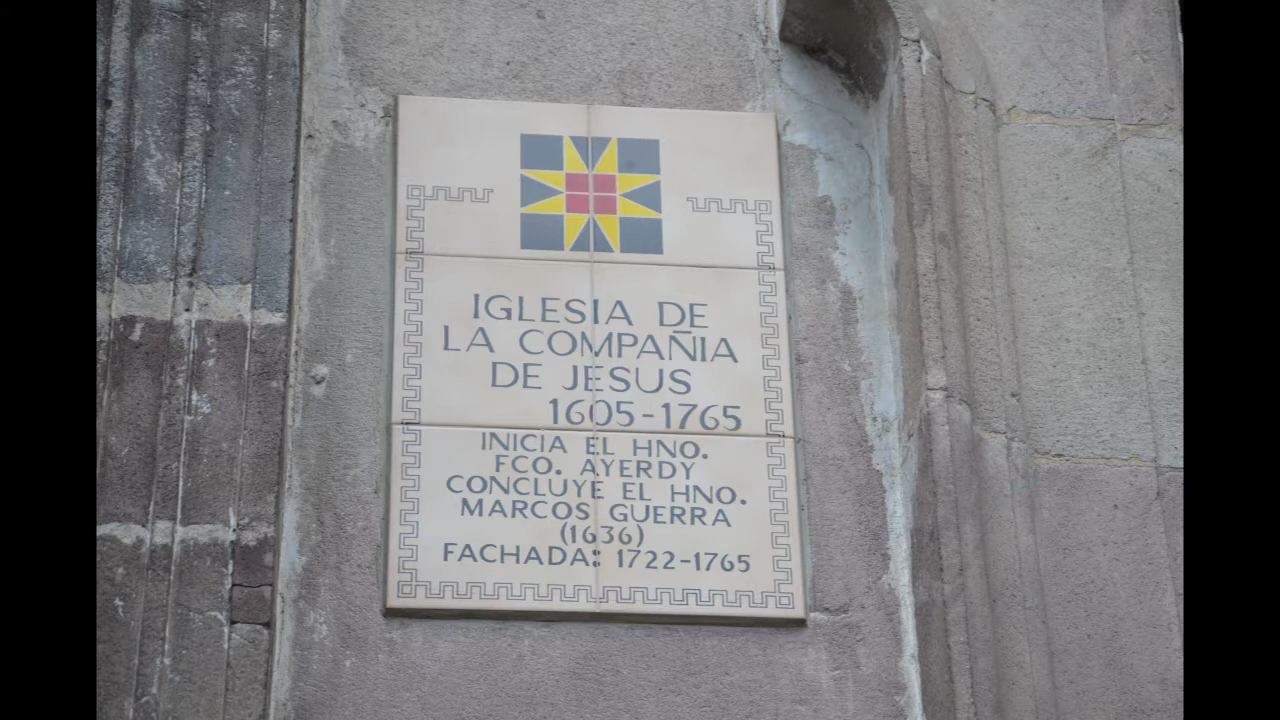 IGLESIA DE
LA COMPAÑIA
DE JESUS
1605-1765
INICIA EL HNO.
FCO. AYERDY
CONCLUYE EL HNO.
MARCOS GUERRA
(1636)
FACHADA: 1722-1765